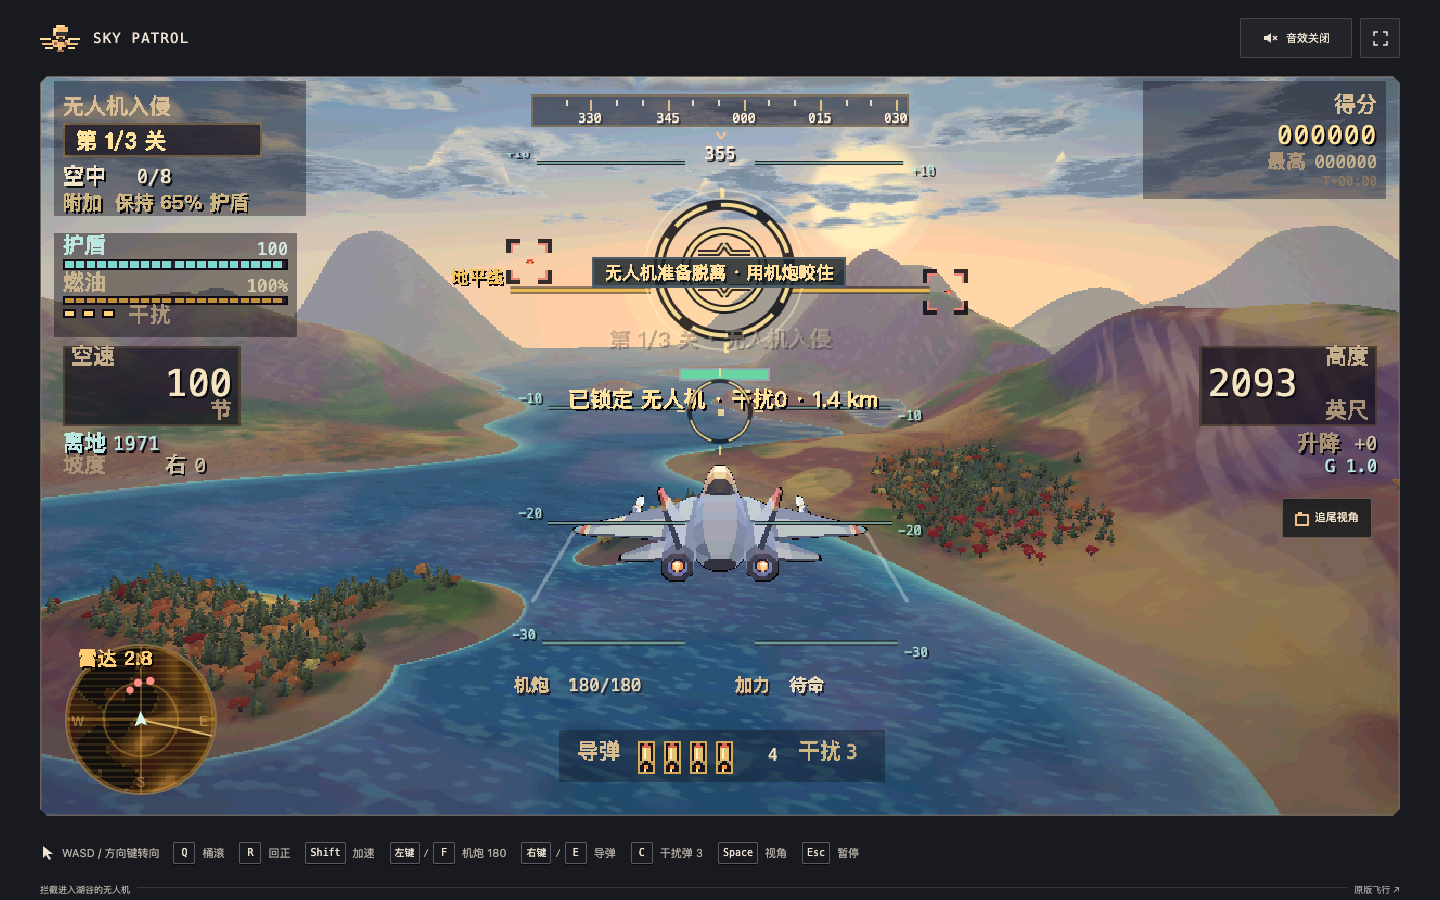 SKY PATROL
音效关闭
无人机入侵
第 1/3 关
空中 0/8
附加 保持 65% 护盾
护盾 100
燃油 100%
干扰
空速
100
节
离地 1971
坡度 右 0
330 345 000 015 030
355
+10 +10
地平线
无人机准备脱离 · 用机炮咬住
第 1/3 关 · 无人机入侵
已锁定 无人机 · 干扰0 · 1.4 km
-10 -10
-20 -20
-30 -30
得分
000000
最高 000000
T+00:00
高度
2093
英尺
升降 +0
G 1.0
追尾视角
雷达 2.8
W E
S
机炮 180/180 加力 待命
导弹 4 干扰 3
WASD / 方向键转向 Q 桶滚 R 回正 Shift 加速 左键 / F 机炮 180 右键 / E 导弹 C 干扰弹 3 Space 视角 Esc 暂停
拦截进入湖谷的无人机
原版飞行 ↗